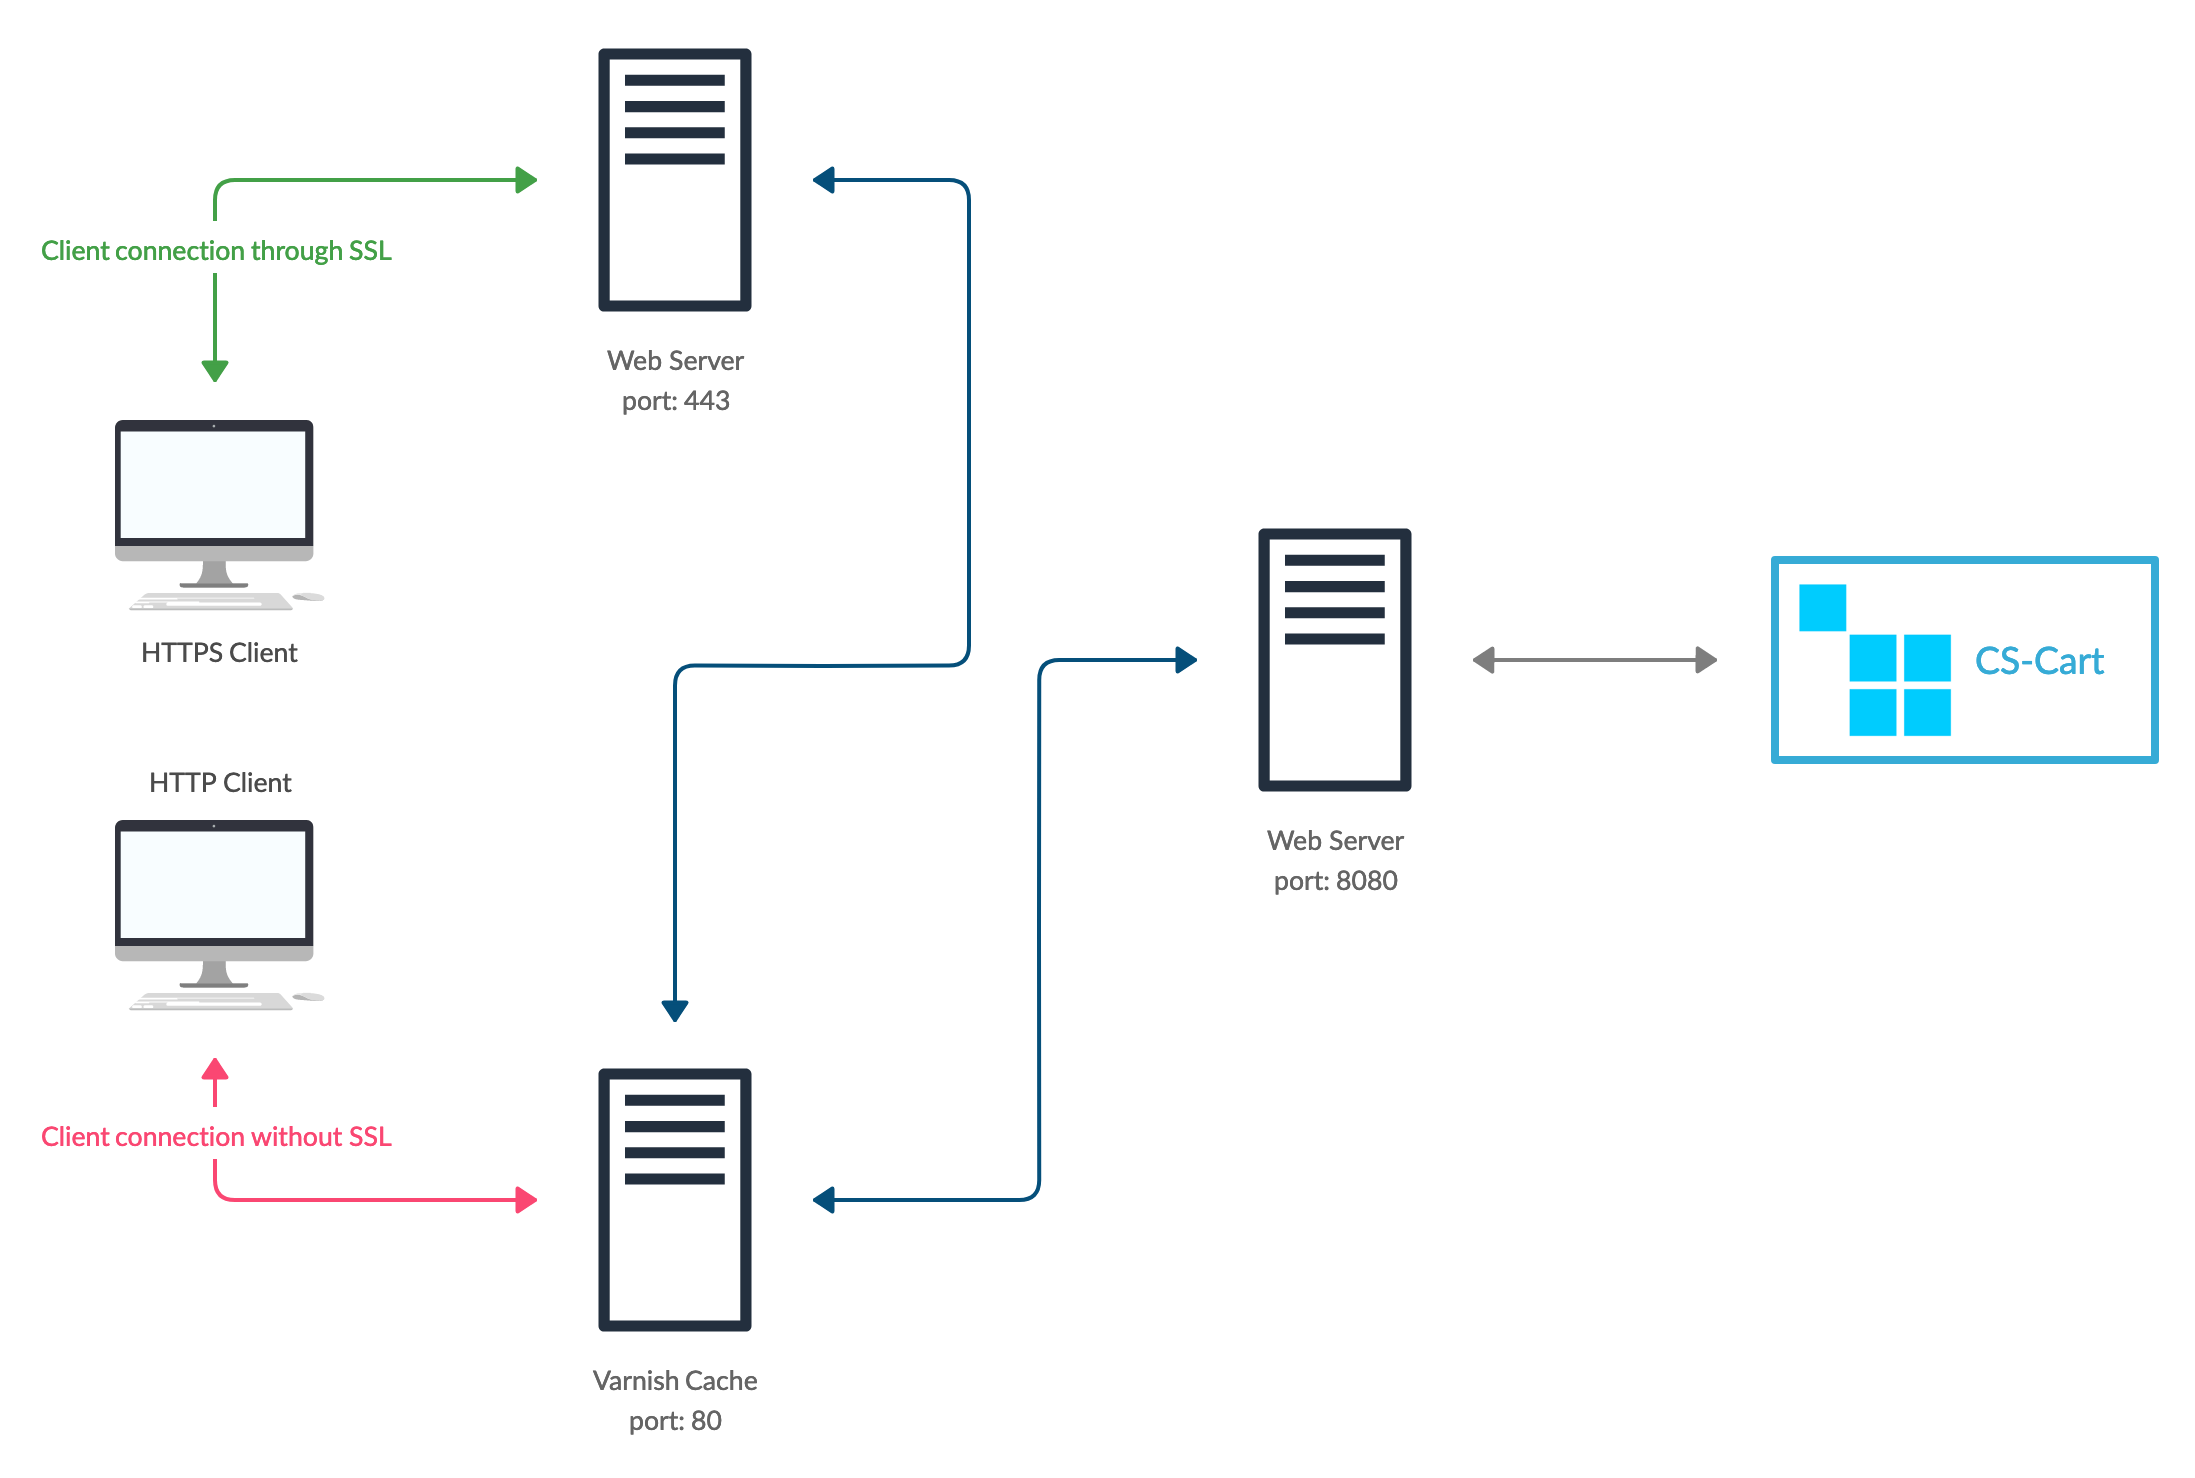 Client connection through SSL
Web Server
port: 443
HTTPS Client
CS-Cart
HTTP Client
Web Server
port: 8080
Client connection without SSL
Varnish Cache
port: 80